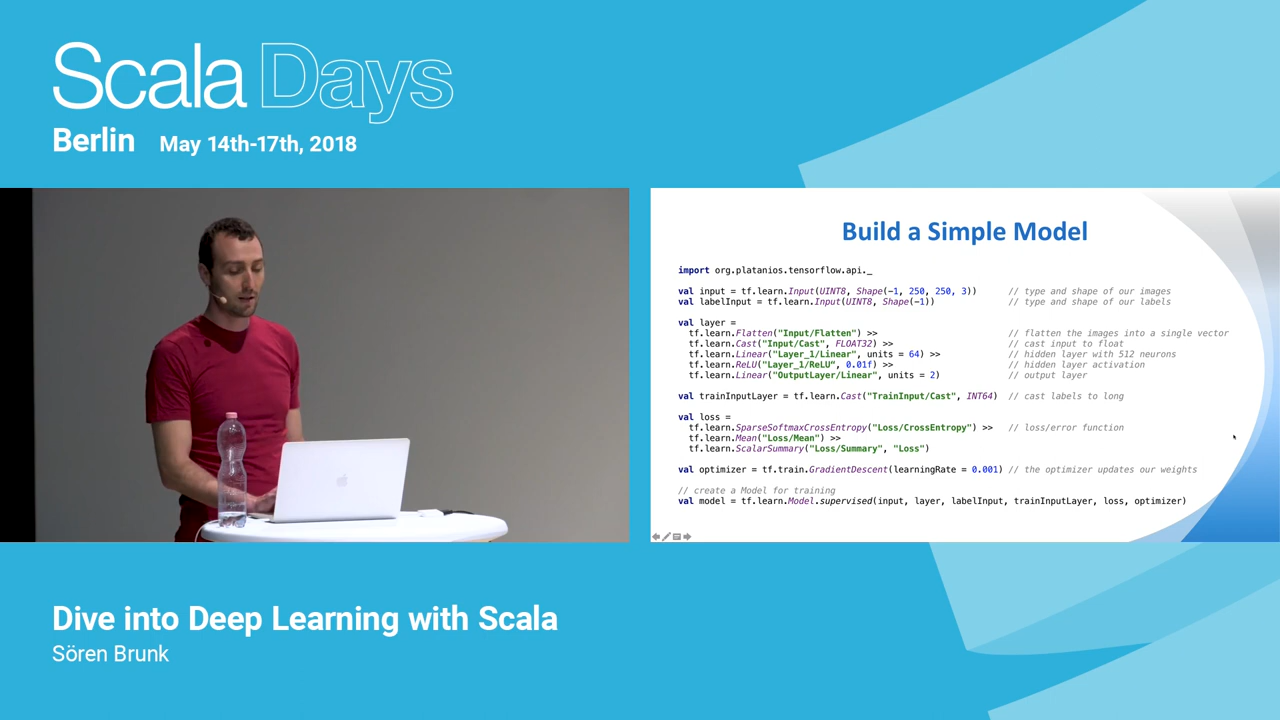 Scala Days
Berlin May 14th-17th, 2018
Build a Simple Model
import org.platanios.tensorflow.api._
val input = tf.learn.Input(UINT8, Shape(-1, 250, 250, 3)) // type and shape of our images
val labelInput = tf.learn.Input(UINT8, Shape(-1)) // type and shape of our labels
val layer =
tf.learn.Flatten("Input/Flatten") >> // flatten the images into a single vector
tf.learn.Cast("Input/Cast", FLOAT32) >> // cast input to float
tf.learn.Linear("Layer_1/Linear", units = 64) >> // hidden layer with 512 neurons
tf.learn.ReLU("Layer_1/ReLU“, 0.01f) >> // hidden layer activation
tf.learn.Linear("OutputLayer/Linear", units = 2) // output layer
val trainInputLayer = tf.learn.Cast("TrainInput/Cast", INT64) // cast labels to long
val loss =
tf.learn.SparseSoftmaxCrossEntropy("Loss/CrossEntropy") >> // loss/error function
tf.learn.Mean("Loss/Mean") >>
tf.learn.ScalarSummary("Loss/Summary", "Loss")
val optimizer = tf.train.GradientDescent(learningRate = 0.001) // the optimizer updates our weights
// create a Model for training
val model = tf.learn.Model.supervised(input, layer, labelInput, trainInputLayer, loss, optimizer)
Dive into Deep Learning with Scala
Sören Brunk